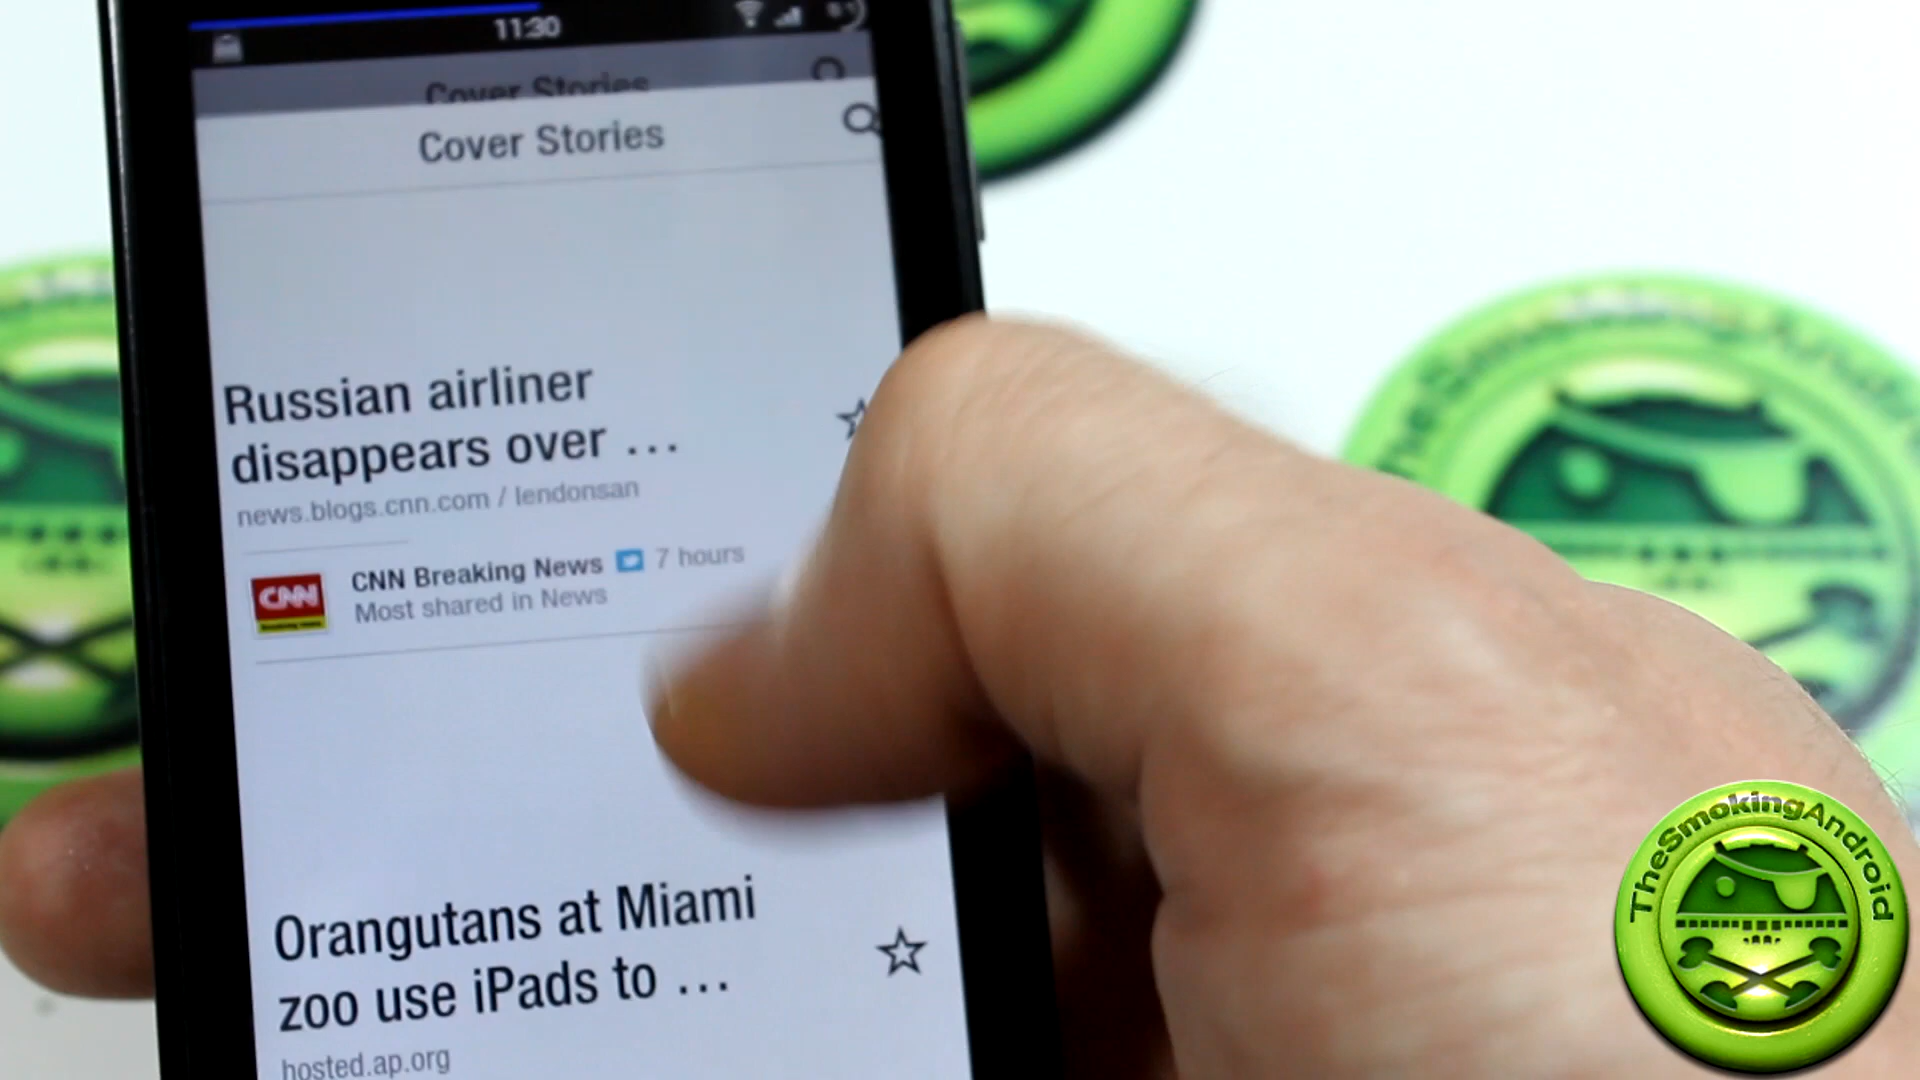 11:30
Cover Stories
Cover Stories
Russian airliner
disappears over ...
news.blogs.cnn.com / lendonsan
CNN
CNN Breaking News 7 hours
Most shared in News
Orangutans at Miami
zoo use iPads to ...
hosted.ap.org
TheSmokingAndroid